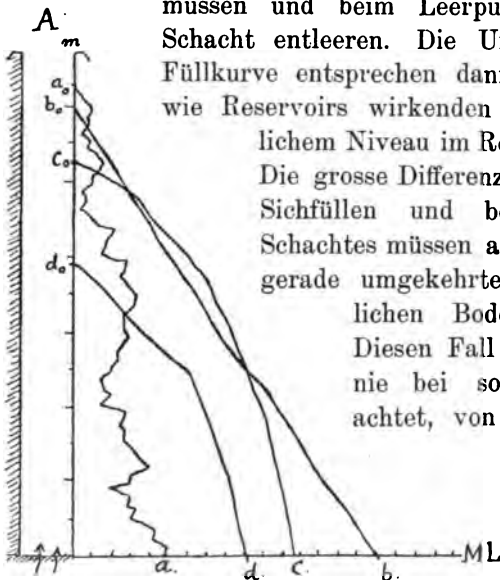 müssen und beim Leerpu
A
m
Schacht entleeren. Die U
Füllkurve entsprechen dan
wie Reservoirs wirkenden
lichem Niveau im R
Die grosse Differenz
Sichfüllen und b
Schachtes müssen a
gerade umgekehrte
lichen Bod
Diesen Fall
nie bei so
achtet, von
a₀
b₀
c₀
d₀
a. d. c. b.
ML